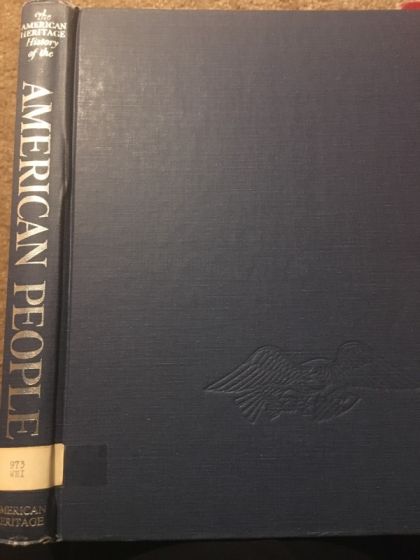 The
AMERICAN
HERITAGE
History
of the
AMERICAN PEOPLE
973
WEI
AMERICAN
HERITAGE